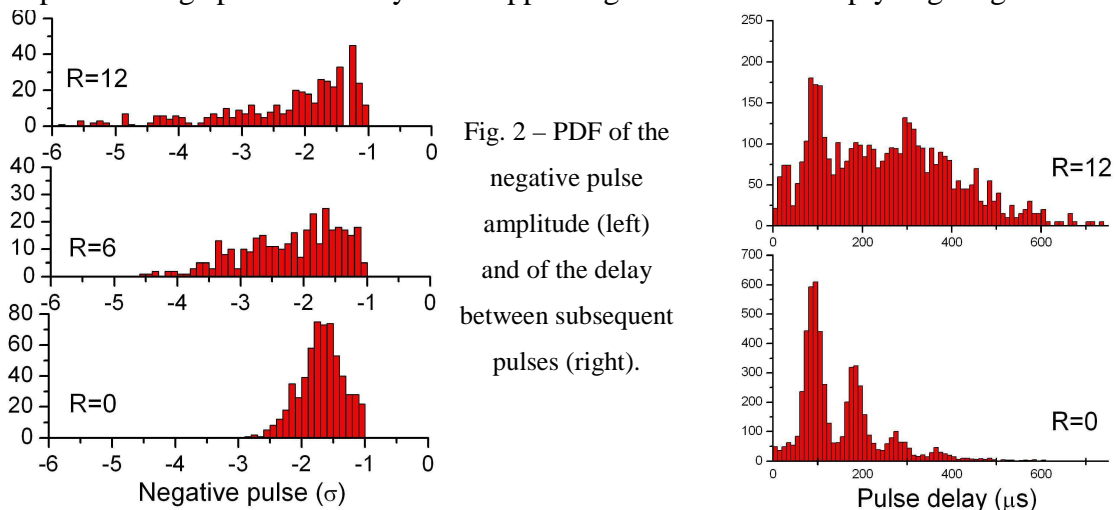 60
40
20
0
R=12
-6 -5 -4 -3 -2 -1 0
40
30
20
10
0
R=6
-6 -5 -4 -3 -2 -1 0
80
60
40
20
0
R=0
-6 -5 -4 -3 -2 -1 0
Negative pulse (σ)
Fig. 2 – PDF of the
negative pulse
amplitude (left)
and of the delay
between subsequent
pulses (right).
250
200
150
100
50
0
R=12
0 200 400 600
700
600
500
400
300
200
100
0
R=0
0 200 400 600
Pulse delay (μs)